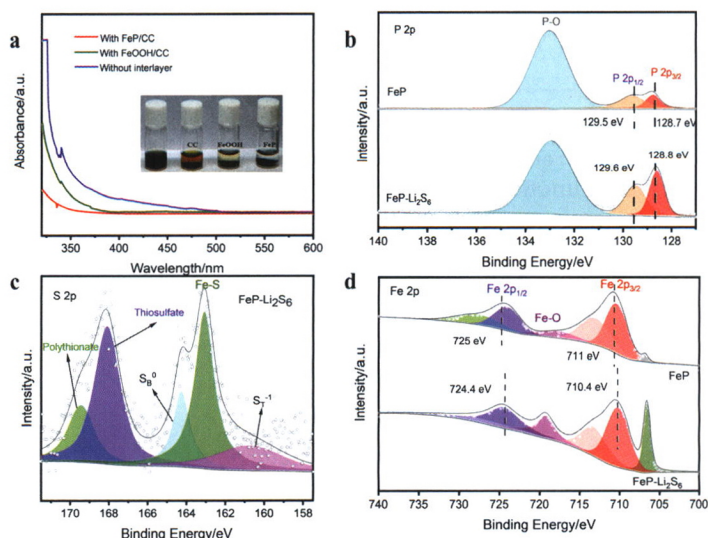 a
With FeP/CC
With FeOOH/CC
Without interlayer
CC
FeOOH
FeP
Absorbance/a.u.
350 400 450 500 550 600
Wavelength/nm
b
P 2p
P-O
P 2p1/2
P 2p3/2
FeP
129.5 eV
128.7 eV
129.6 eV
128.8 eV
FeP-Li2S6
Intensity/a.u.
140 138 136 134 132 130 128
Binding Energy/eV
c
S 2p
Fe-S
FeP-Li2S6
Thiosulfate
Polythionate
SB0
ST-1
Intensity/a.u.
170 168 166 164 162 160 158
Binding Energy/eV
d
Fe 2p
Fe 2p1/2
Fe 2p3/2
Fe-O
725 eV
711 eV
FeP
724.4 eV
710.4 eV
FeP-Li2S6
Intensity/a.u.
740 735 730 725 720 715 710 705 700
Binding Energy/eV